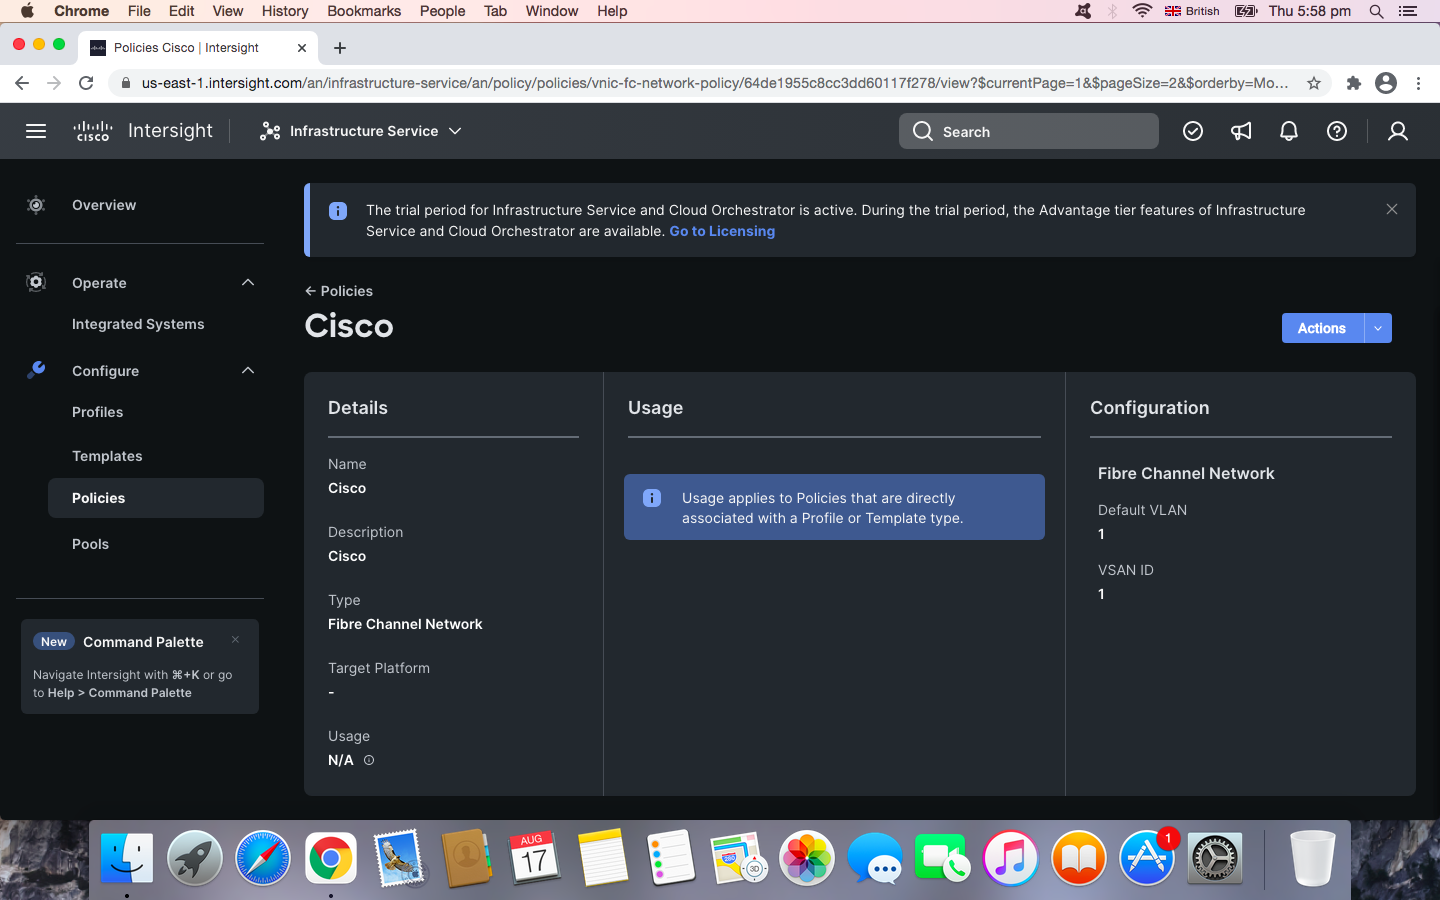 Chrome File Edit View History Bookmarks People Tab Window Help British Thu 5:58 pm
Policies Cisco | Intersight
us-east-1.intersight.com/an/infrastructure-service/an/policy/policies/vnic-fc-network-policy/64de1955c8cc3dd60117f278/view?$currentPage=1&$pageSize=2&$orderby=Mo...
CISCO Intersight Infrastructure Service Search
Overview
Operate
Integrated Systems
Configure
Profiles
Templates
Policies
Pools
New Command Palette
Navigate Intersight with ⌘+K or go
to Help > Command Palette
The trial period for Infrastructure Service and Cloud Orchestrator is active. During the trial period, the Advantage tier features of Infrastructure
Service and Cloud Orchestrator are available. Go to Licensing
← Policies
Cisco
Actions
Details
Name
Cisco
Description
Cisco
Type
Fibre Channel Network
Target Platform
-
Usage
N/A
Usage
Usage applies to Policies that are directly
associated with a Profile or Template type.
Configuration
Fibre Channel Network
Default VLAN
1
VSAN ID
1
AUG
17
280
3D
1